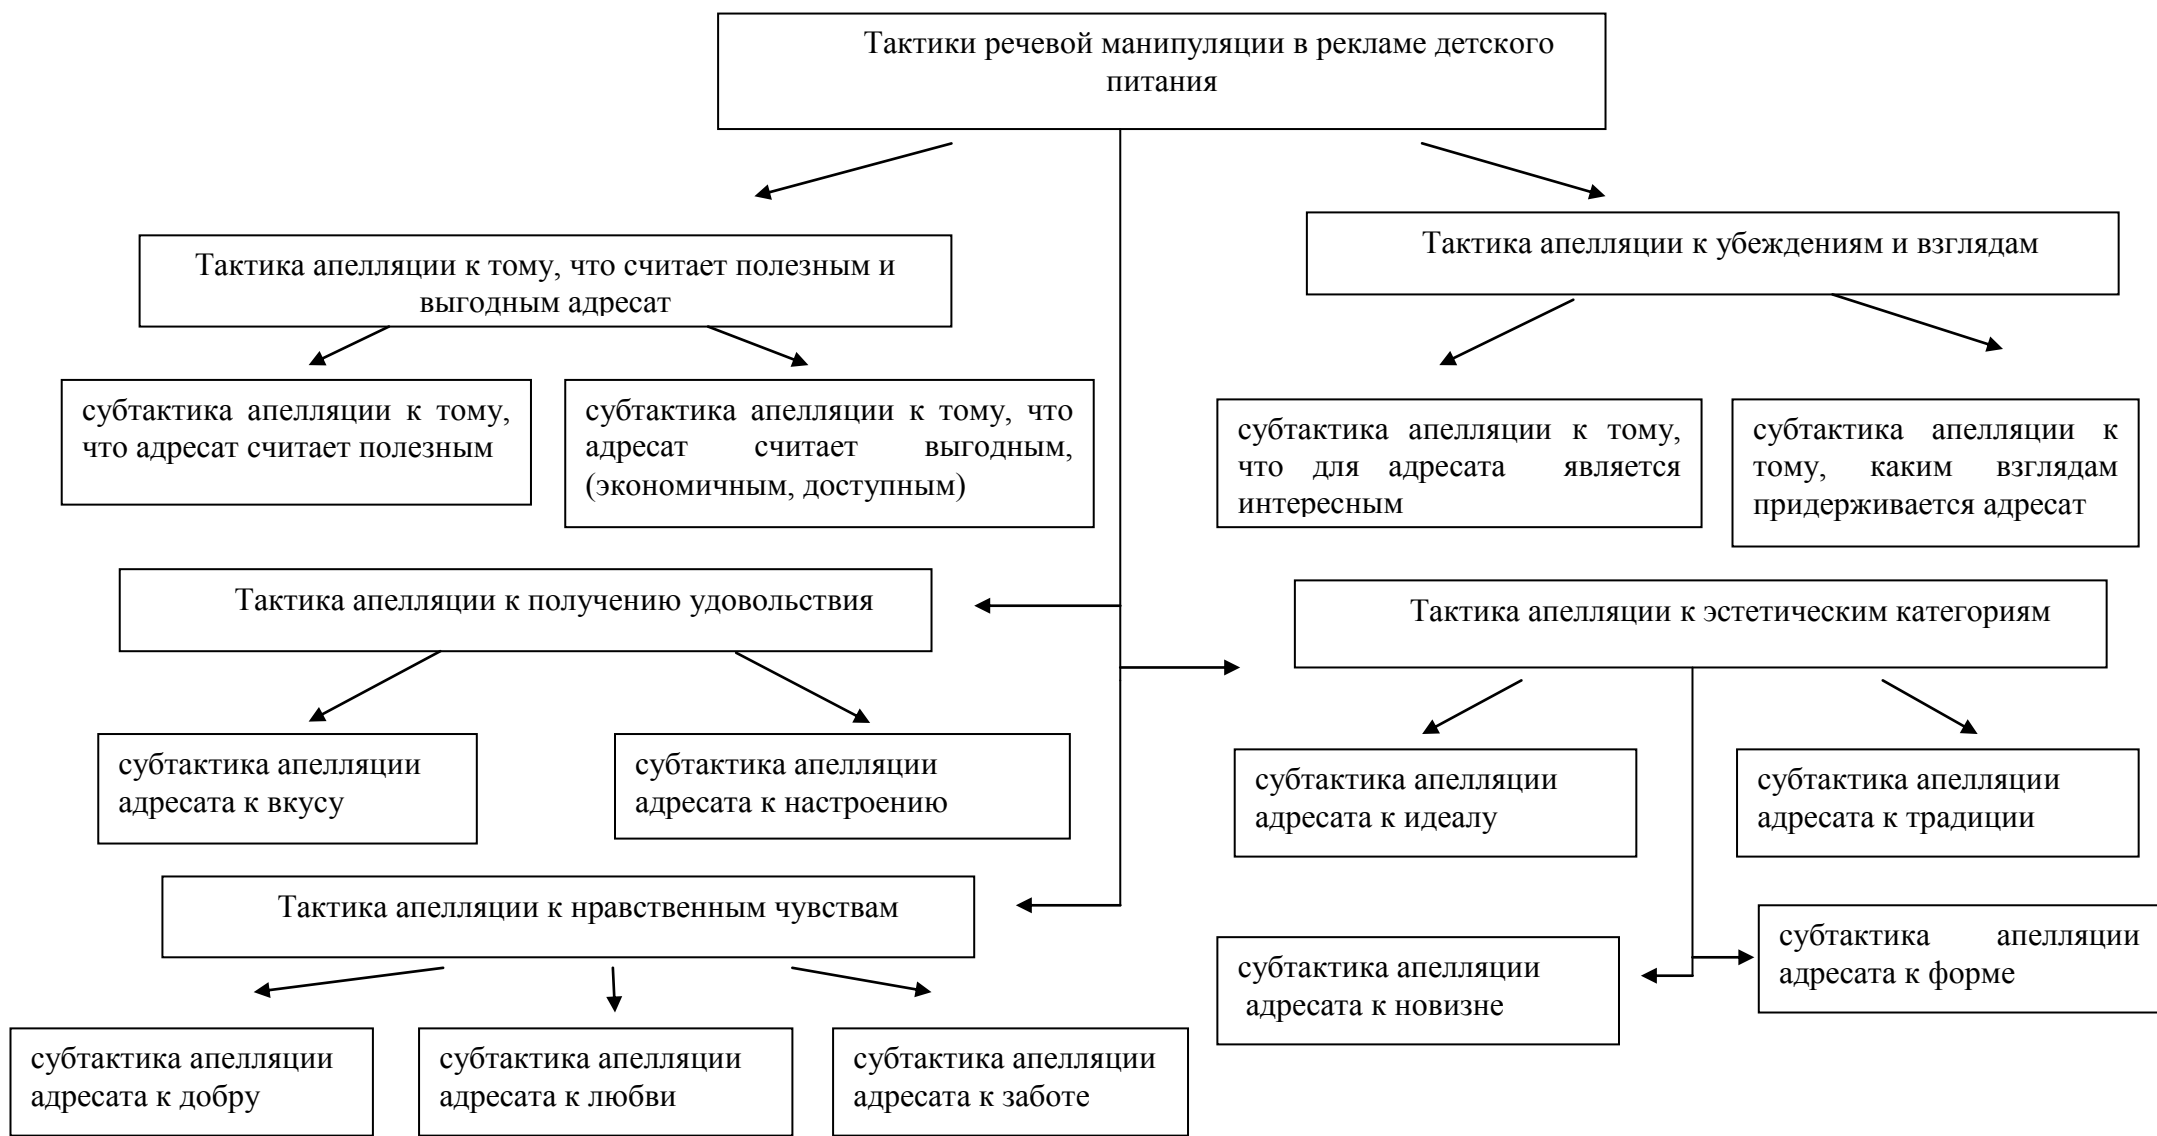 Тактики речевой манипуляции в рекламе детского
питания
Тактика апелляции к тому, что считает полезным и
выгодным адресат
Тактика апелляции к убеждениям и взглядам
субтактика апелляции к тому,
что адресат считает полезным
субтактика апелляции к тому, что
адресат считает выгодным,
(экономичным, доступным)
субтактика апелляции к тому,
что для адресата является
интересным
субтактика апелляции к
тому, каким взглядам
придерживается адресат
Тактика апелляции к получению удовольствия
Тактика апелляции к эстетическим категориям
субтактика апелляции
адресата к вкусу
субтактика апелляции
адресата к настроению
субтактика апелляции
адресата к идеалу
субтактика апелляции
адресата к традиции
Тактика апелляции к нравственным чувствам
субтактика апелляции
адресата к новизне
субтактика апелляции
адресата к форме
субтактика апелляции
адресата к добру
субтактика апелляции
адресата к любви
субтактика апелляции
адресата к заботе